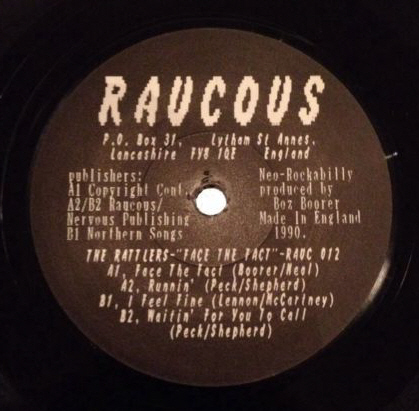 RAUCOUS
P.O. Box 31, Lytham St Annes,
Lancashire FY8 1QE England
publishers:
A1 Copyright Cont.
A2/B2 Raucous/
Nervous Publishing
B1 Northern Songs
Neo-Rockabilly
produced by
Boz Boorer
Made In England
1990.
THE RATTLERS-"FACE THE FACT"-RAUC 012
A1, Face The Fact (Boorer/Neal)
A2, Runnin' (Peck/Shepherd)
B1, I Feel Fine (Lennon/McCartney)
B2, Waitin' For You To Call
(Peck/Shepherd)